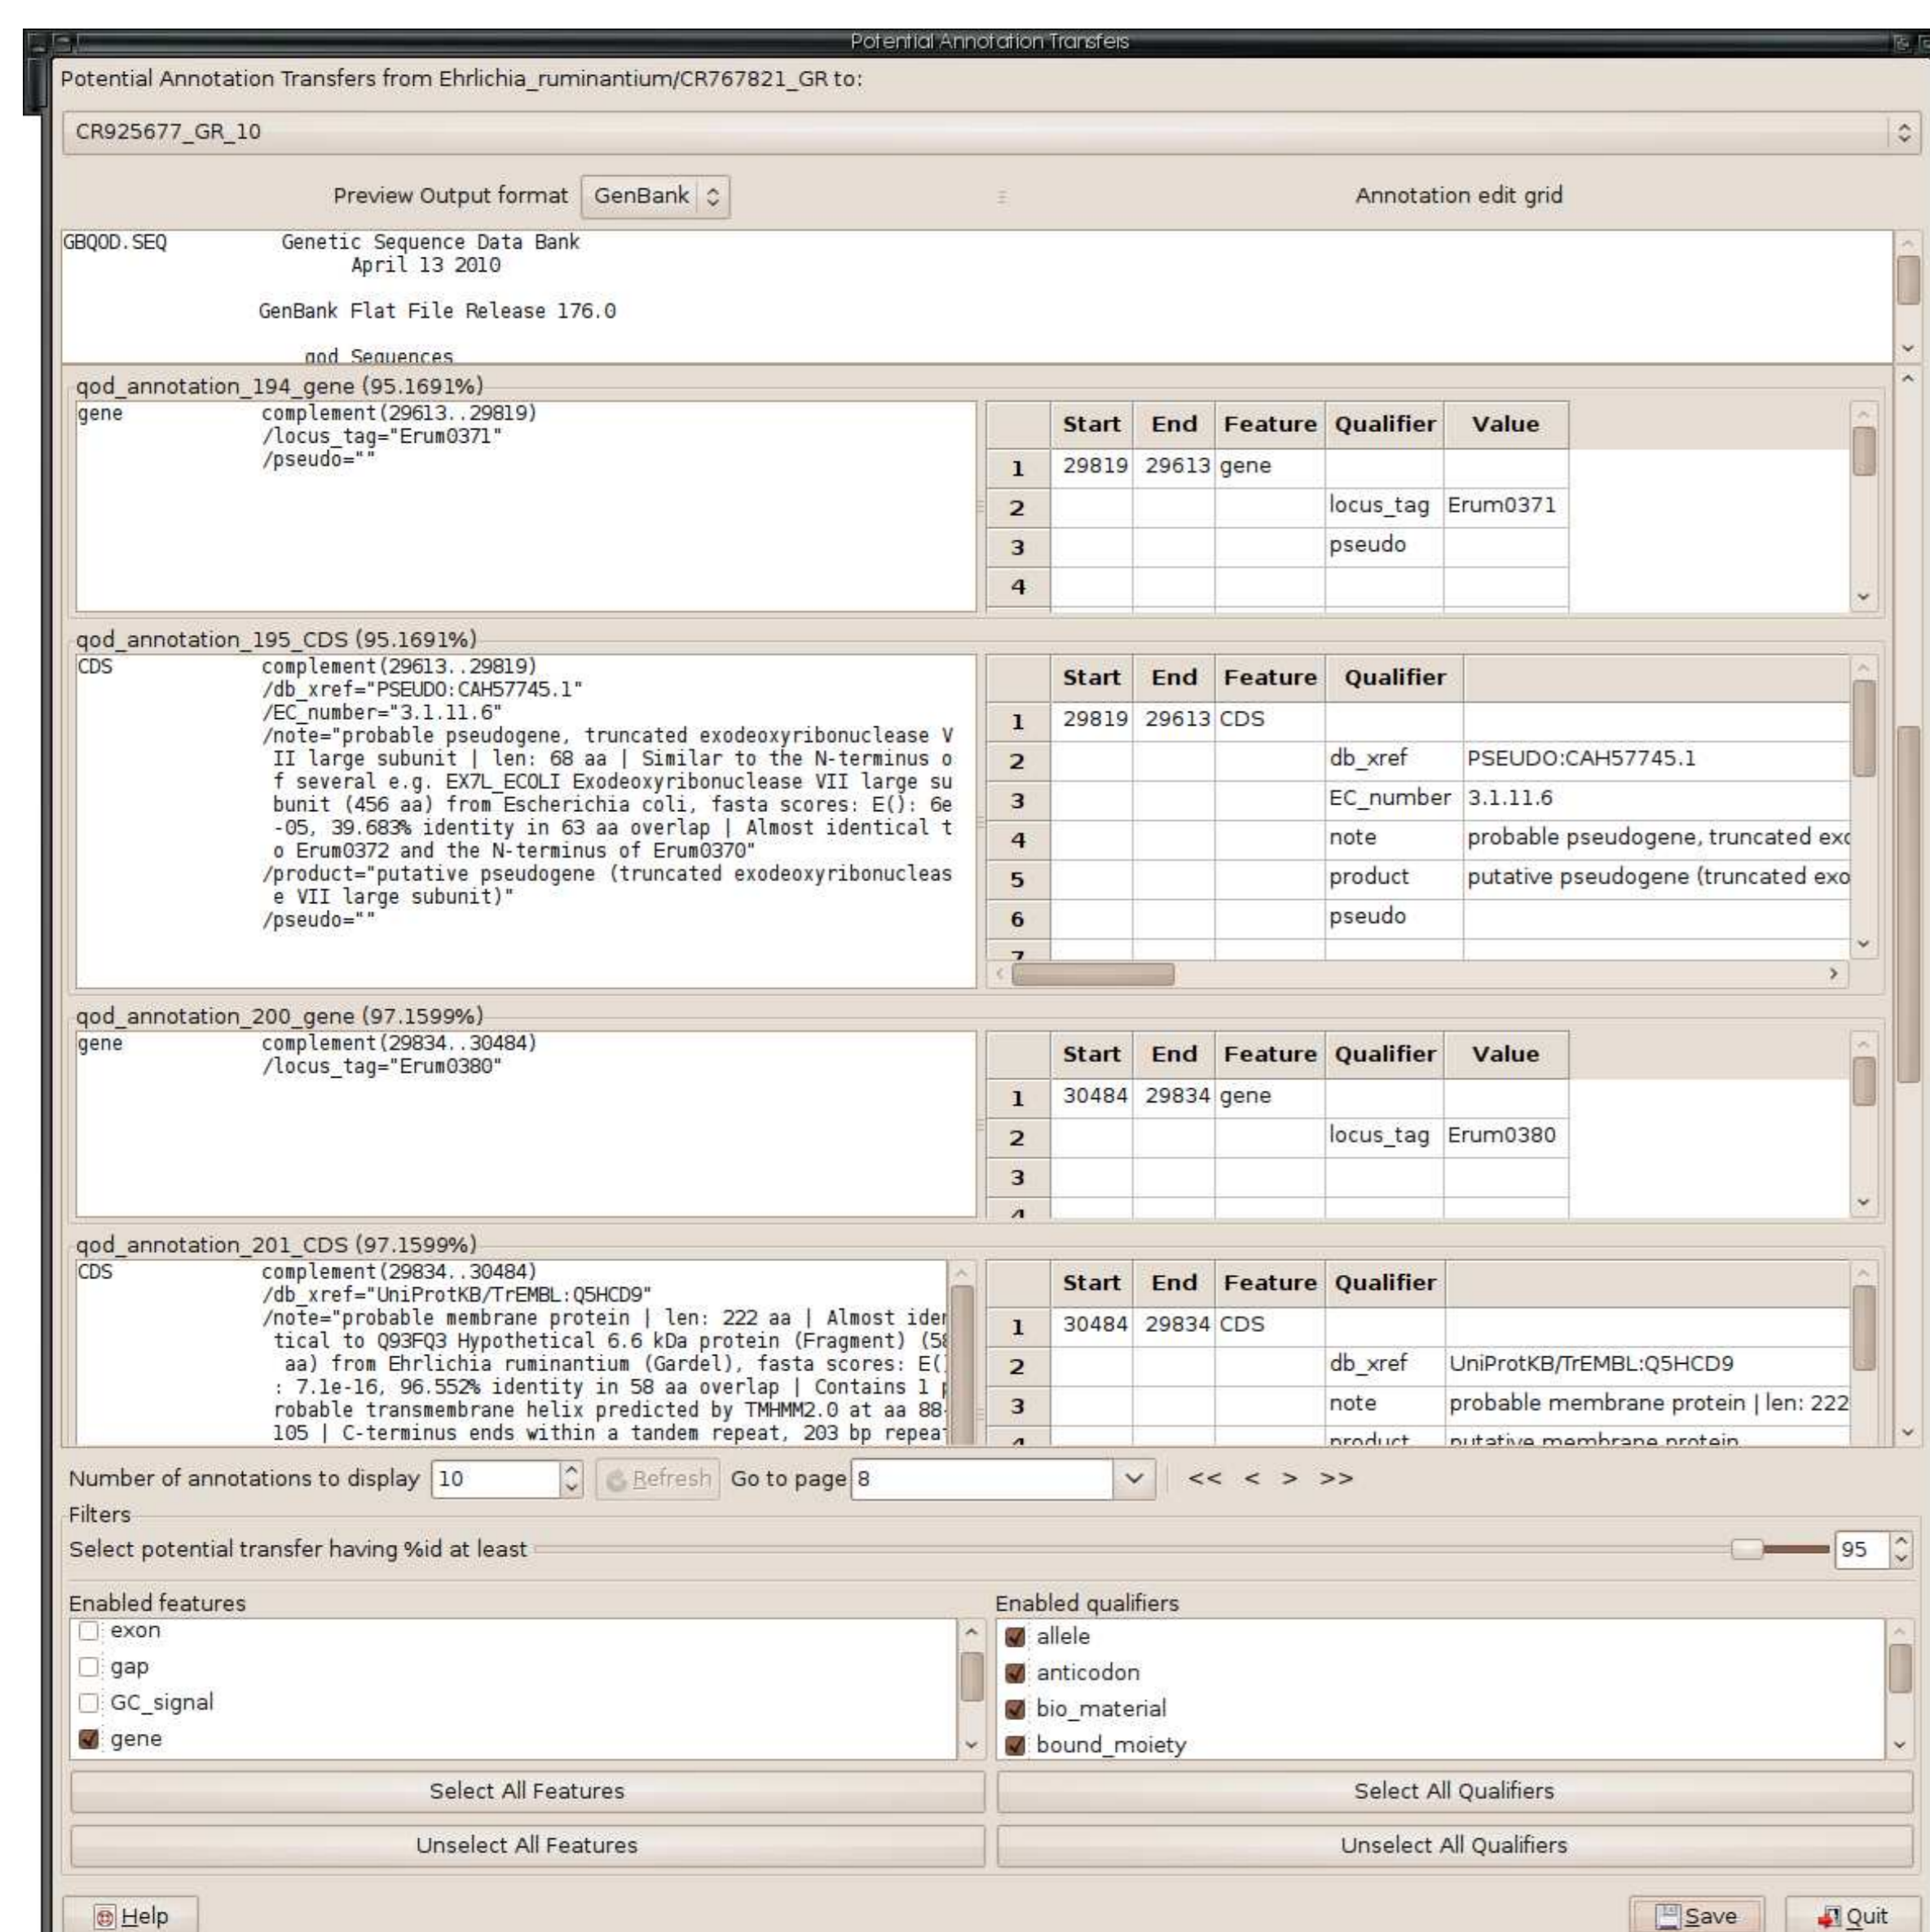 Potential Annotation Transfers
Potential Annotation Transfers from Ehrlichia_ruminantium/CR767821_GR to:
CR925677_GR_10
Preview Output format GenBank Annotation edit grid
GBQOD.SEQ Genetic Sequence Data Bank
April 13 2010
GenBank Flat File Release 176.0
qod Sequences
qod_annotation_194_gene (95.1691%)
gene complement(29613..29819)
/locus_tag="Erum0371"
/pseudo=""
Start End Feature Qualifier Value
1 29819 29613 gene
2 locus_tag Erum0371
3 pseudo
4
qod_annotation_195_CDS (95.1691%)
CDS complement(29613..29819)
/db_xref="PSEUDO:CAH57745.1"
/EC_number="3.1.11.6"
/note="probable pseudogene, truncated exodeoxyribonuclease V
II large subunit | len: 68 aa | Similar to the N-terminus o
f several e.g. EX7L_ECOLI Exodeoxyribonuclease VII large su
bunit (456 aa) from Escherichia coli, fasta scores: E(): 6e
-05, 39.683% identity in 63 aa overlap | Almost identical t
o Erum0372 and the N-terminus of Erum0370"
/product="putative pseudogene (truncated exodeoxyribonucleas
e VII large subunit)"
/pseudo=""
Start End Feature Qualifier
1 29819 29613 CDS
2 db_xref PSEUDO:CAH57745.1
3 EC_number 3.1.11.6
4 note probable pseudogene, truncated exo
5 product putative pseudogene (truncated exo
6 pseudo
7
qod_annotation_200_gene (97.1599%)
gene complement(29834..30484)
/locus_tag="Erum0380"
Start End Feature Qualifier Value
1 30484 29834 gene
2 locus_tag Erum0380
3
4
qod_annotation_201_CDS (97.1599%)
CDS complement(29834..30484)
/db_xref="UniProtKB/TrEMBL:Q5HCD9"
/note="probable membrane protein | len: 222 aa | Almost iden
tical to Q93FQ3 Hypothetical 6.6 kDa protein (Fragment) (58
aa) from Ehrlichia ruminantium (Gardel), fasta scores: E()
: 7.1e-16, 96.552% identity in 58 aa overlap | Contains 1 p
robable transmembrane helix predicted by TMHMM2.0 at aa 88-
105 | C-terminus ends within a tandem repeat, 203 bp repeat
Start End Feature Qualifier
1 30484 29834 CDS
2 db_xref UniProtKB/TrEMBL:Q5HCD9
3 note probable membrane protein | len: 222
4 product putative membrane protein
Number of annotations to display 10 Refresh Go to page 8 << < > >>
Filters
Select potential transfer having %id at least 95
Enabled features
exon
gap
GC_signal
gene
Enabled qualifiers
allele
anticodon
bio_material
bound_moiety
Select All Features Select All Qualifiers
Unselect All Features Unselect All Qualifiers
Help Save Quit